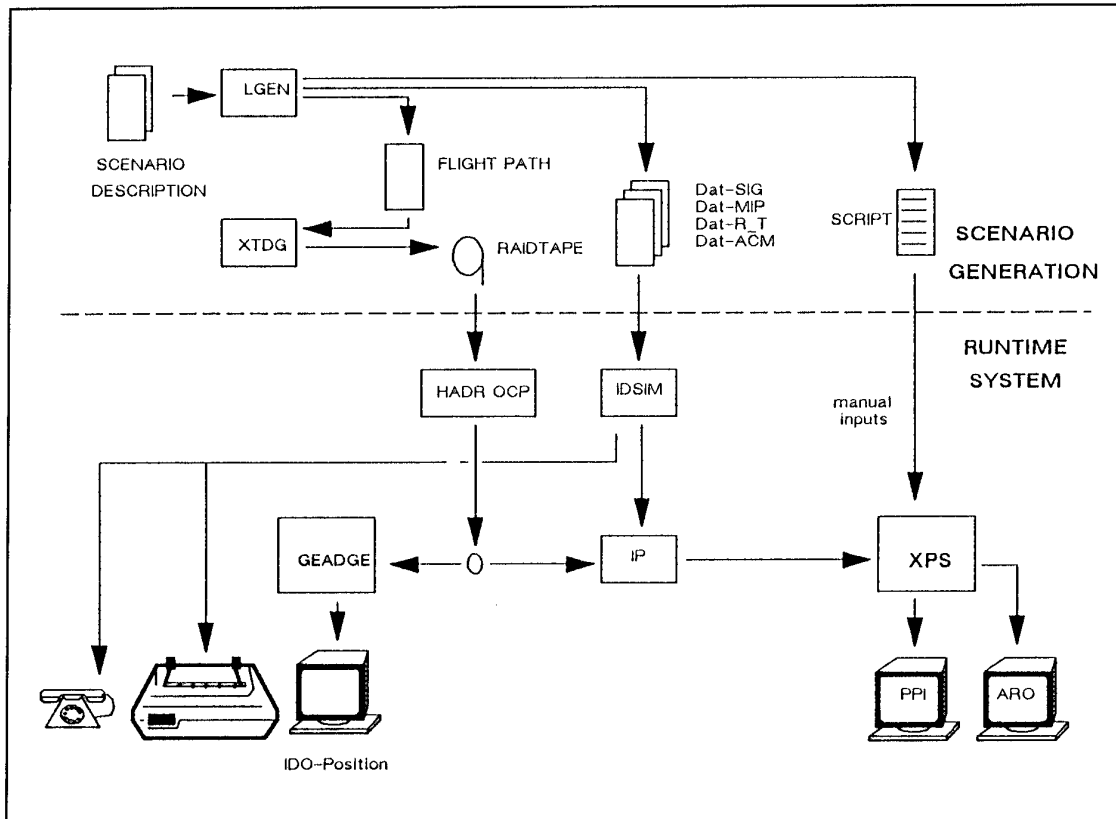 LGEN
SCENARIO
DESCRIPTION
FLIGHT PATH
Dat-SIG
Dat-MIP
Dat-R_T
Dat-ACM
SCRIPT
SCENARIO
GENERATION
XTDG
RAIDTAPE
RUNTIME
SYSTEM
HADR OCP
IDSIM
manual
inputs
GEADGE
IP
XPS
PPI
ARO
IDO-Position